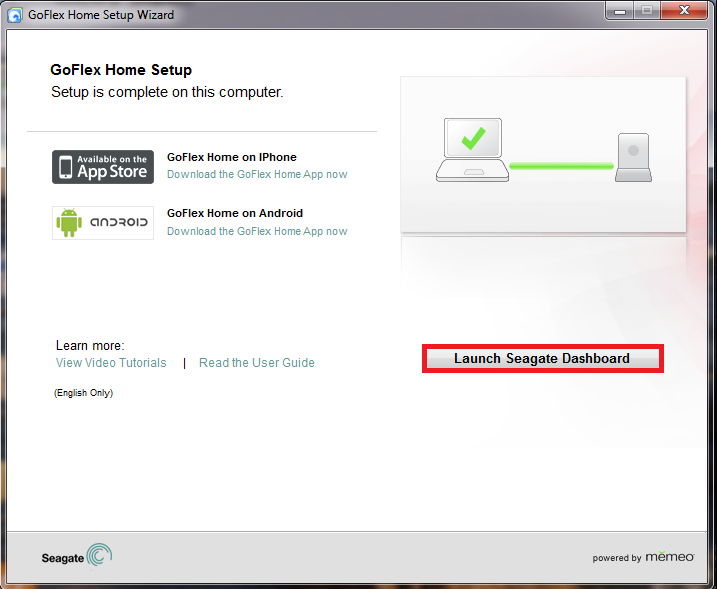 GoFlex Home Setup Wizard
GoFlex Home Setup
Setup is complete on this computer.
Available on the
App Store
GoFlex Home on IPhone
Download the GoFlex Home App now
ANDROID
GoFlex Home on Android
Download the GoFlex Home App now
Learn more:
View Video Tutorials | Read the User Guide
(English Only)
Launch Seagate Dashboard
Seagate
powered by memeo